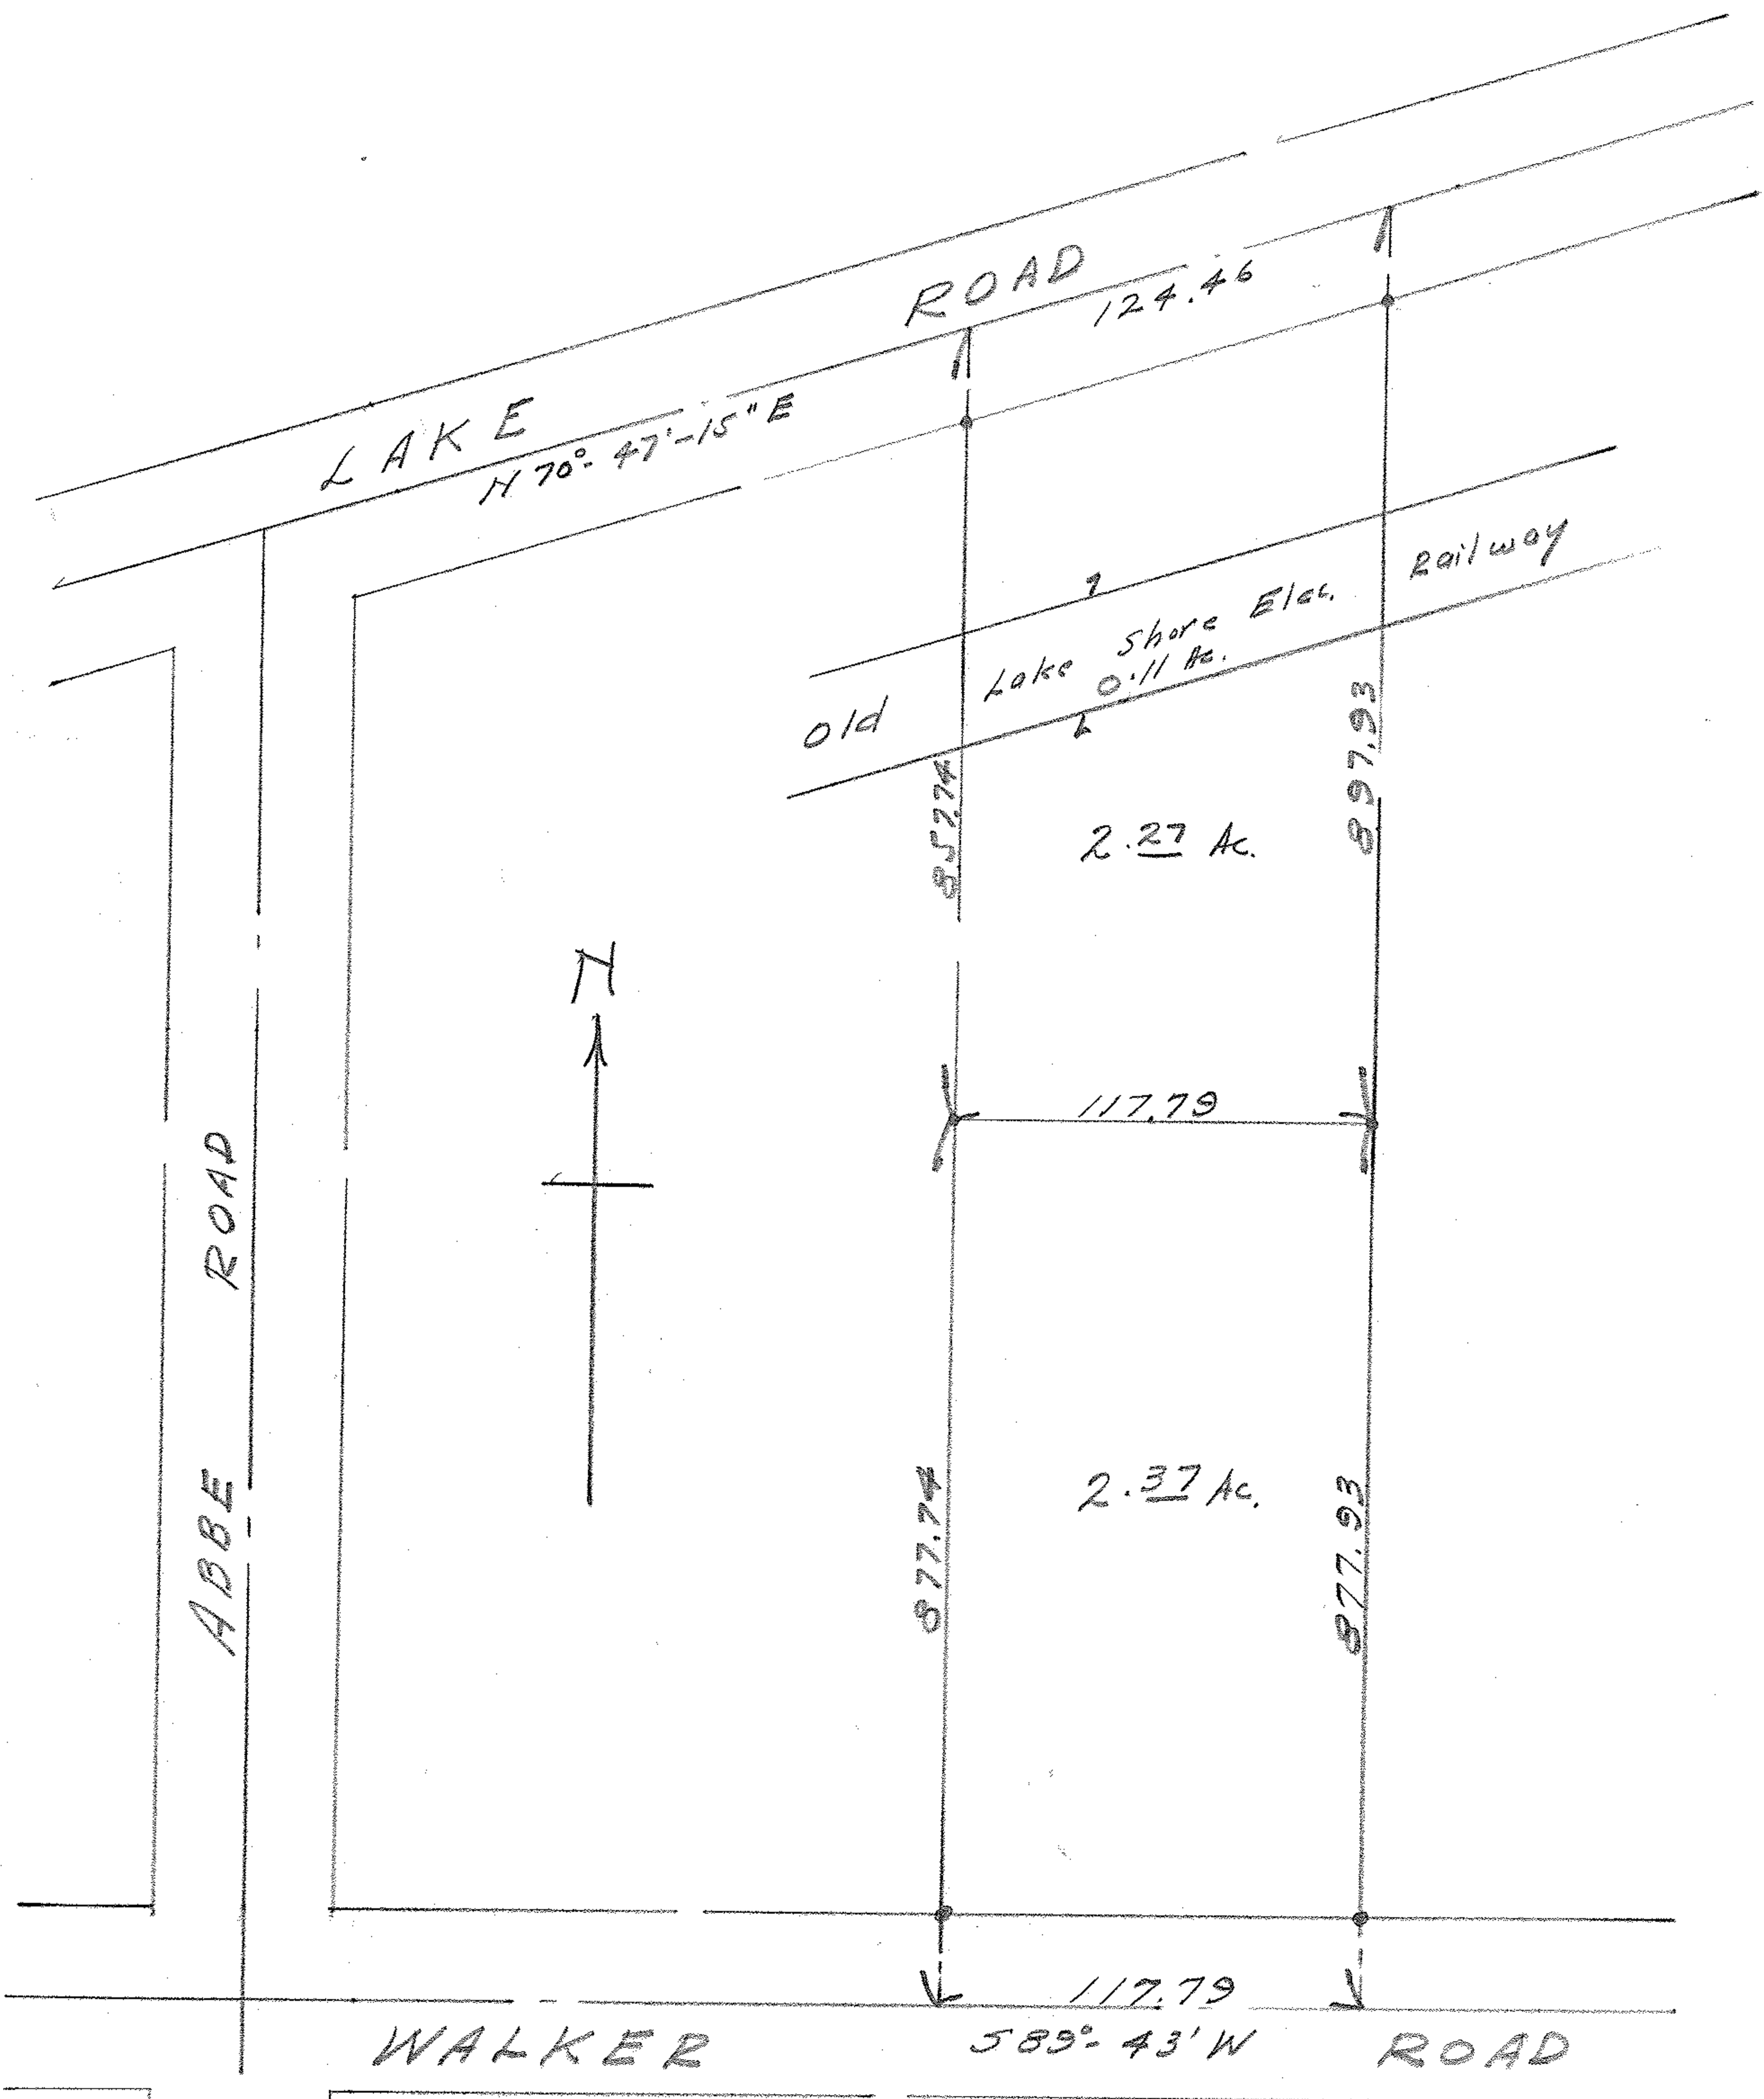 LAKE ROAD
N 70°-47'-15" E
124.46
Old Lake Shore Elec. Railway
0.11 Ac.
857.74
897.93
2.27 Ac.
N
117.79
ABBE ROAD
877.74
2.37 Ac.
877.93
117.79
WALKER ROAD
S 89°-43' W